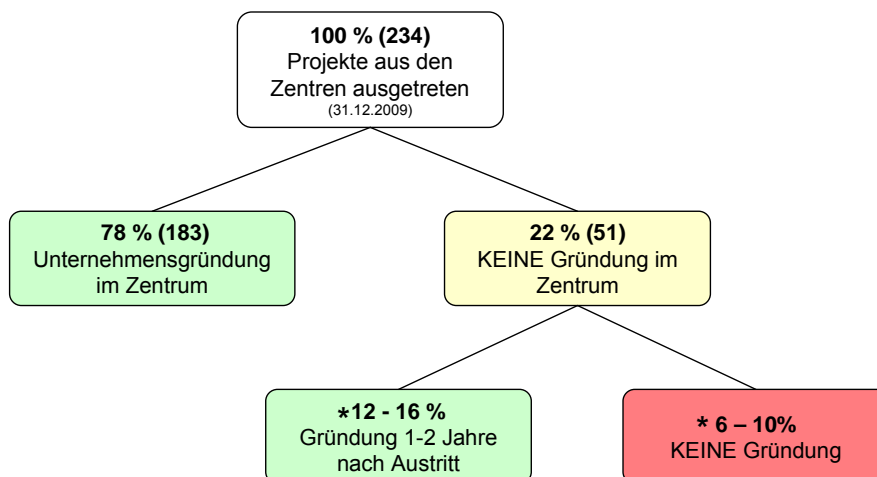 100 % (234)
Projekte aus den
Zentren ausgetreten
(31.12.2009)
78 % (183)
Unternehmensgründung
im Zentrum
22 % (51)
KEINE Gründung im
Zentrum
*12 - 16 %
Gründung 1-2 Jahre
nach Austritt
* 6 – 10%
KEINE Gründung